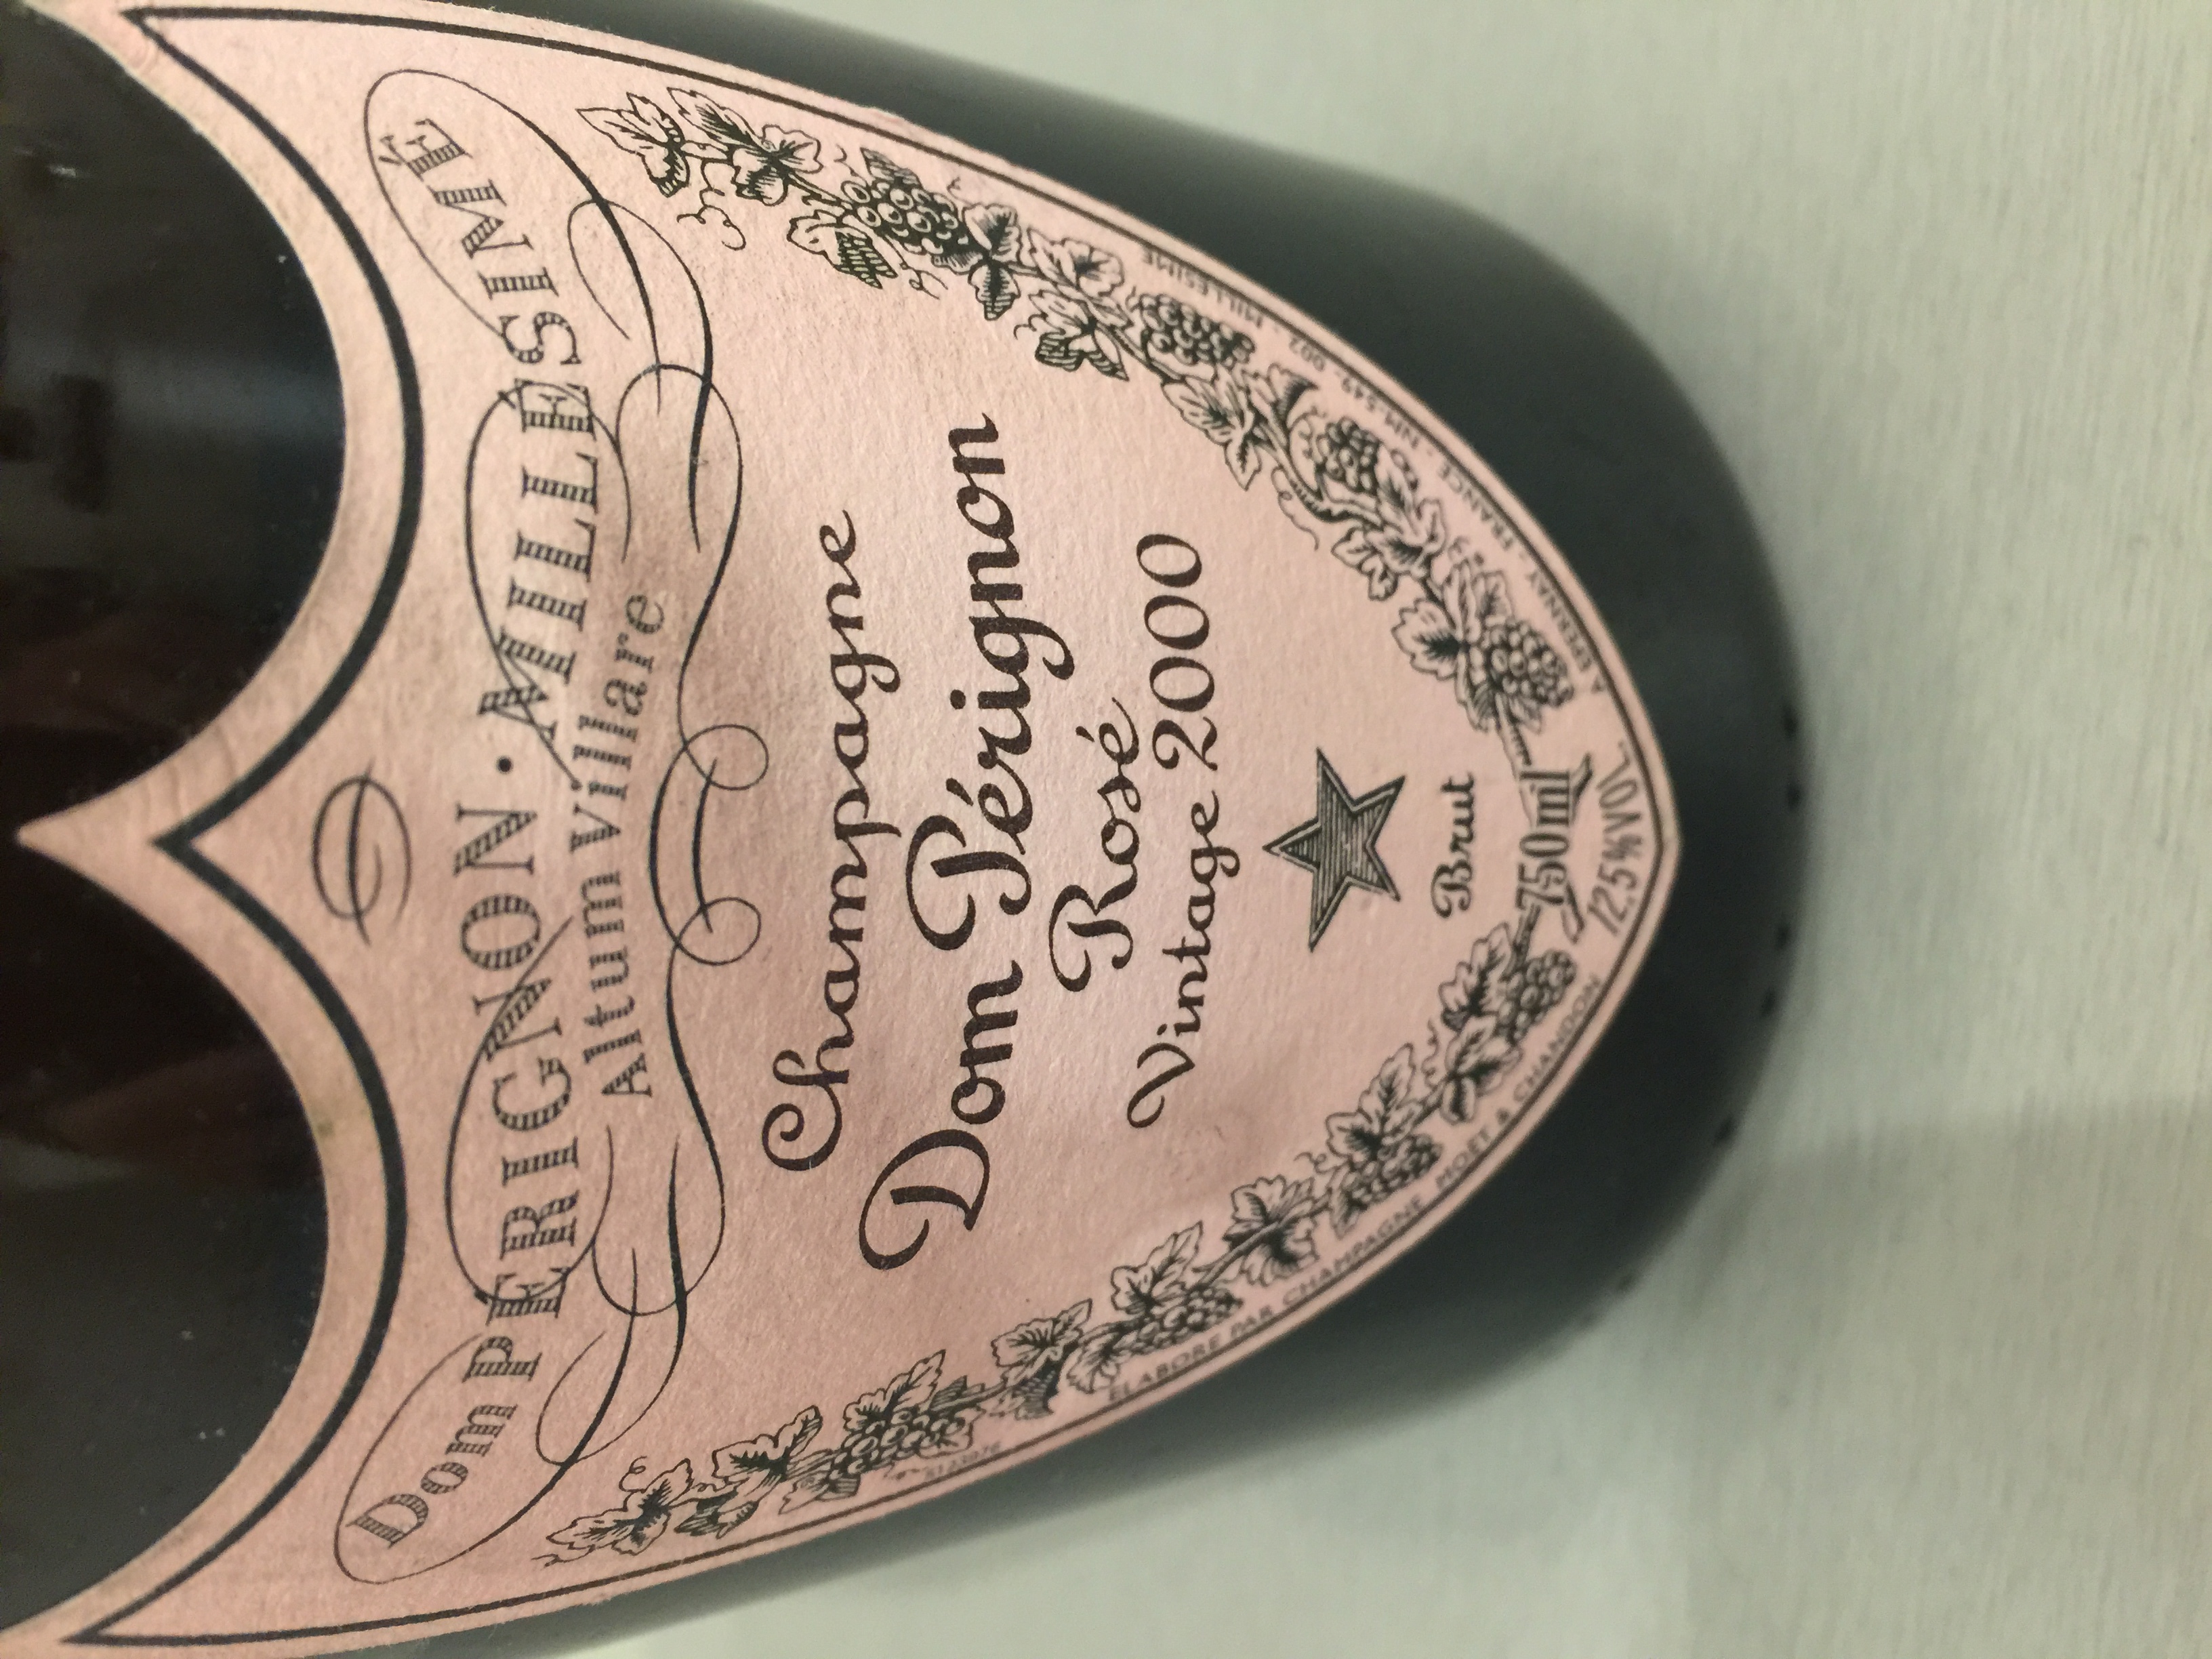 Dom PÉRIGNON · MILLÉSIMÉ
Altum Villare
Champagne
Dom Pérignon
Rosé
Vintage 2000
Brut
750ml
12.5%VOL
ÉLABORÉ PAR CHAMPAGNE MOËT & CHANDON
À EPERNAY, FRANCE - NM-549-002 - MILLESIME